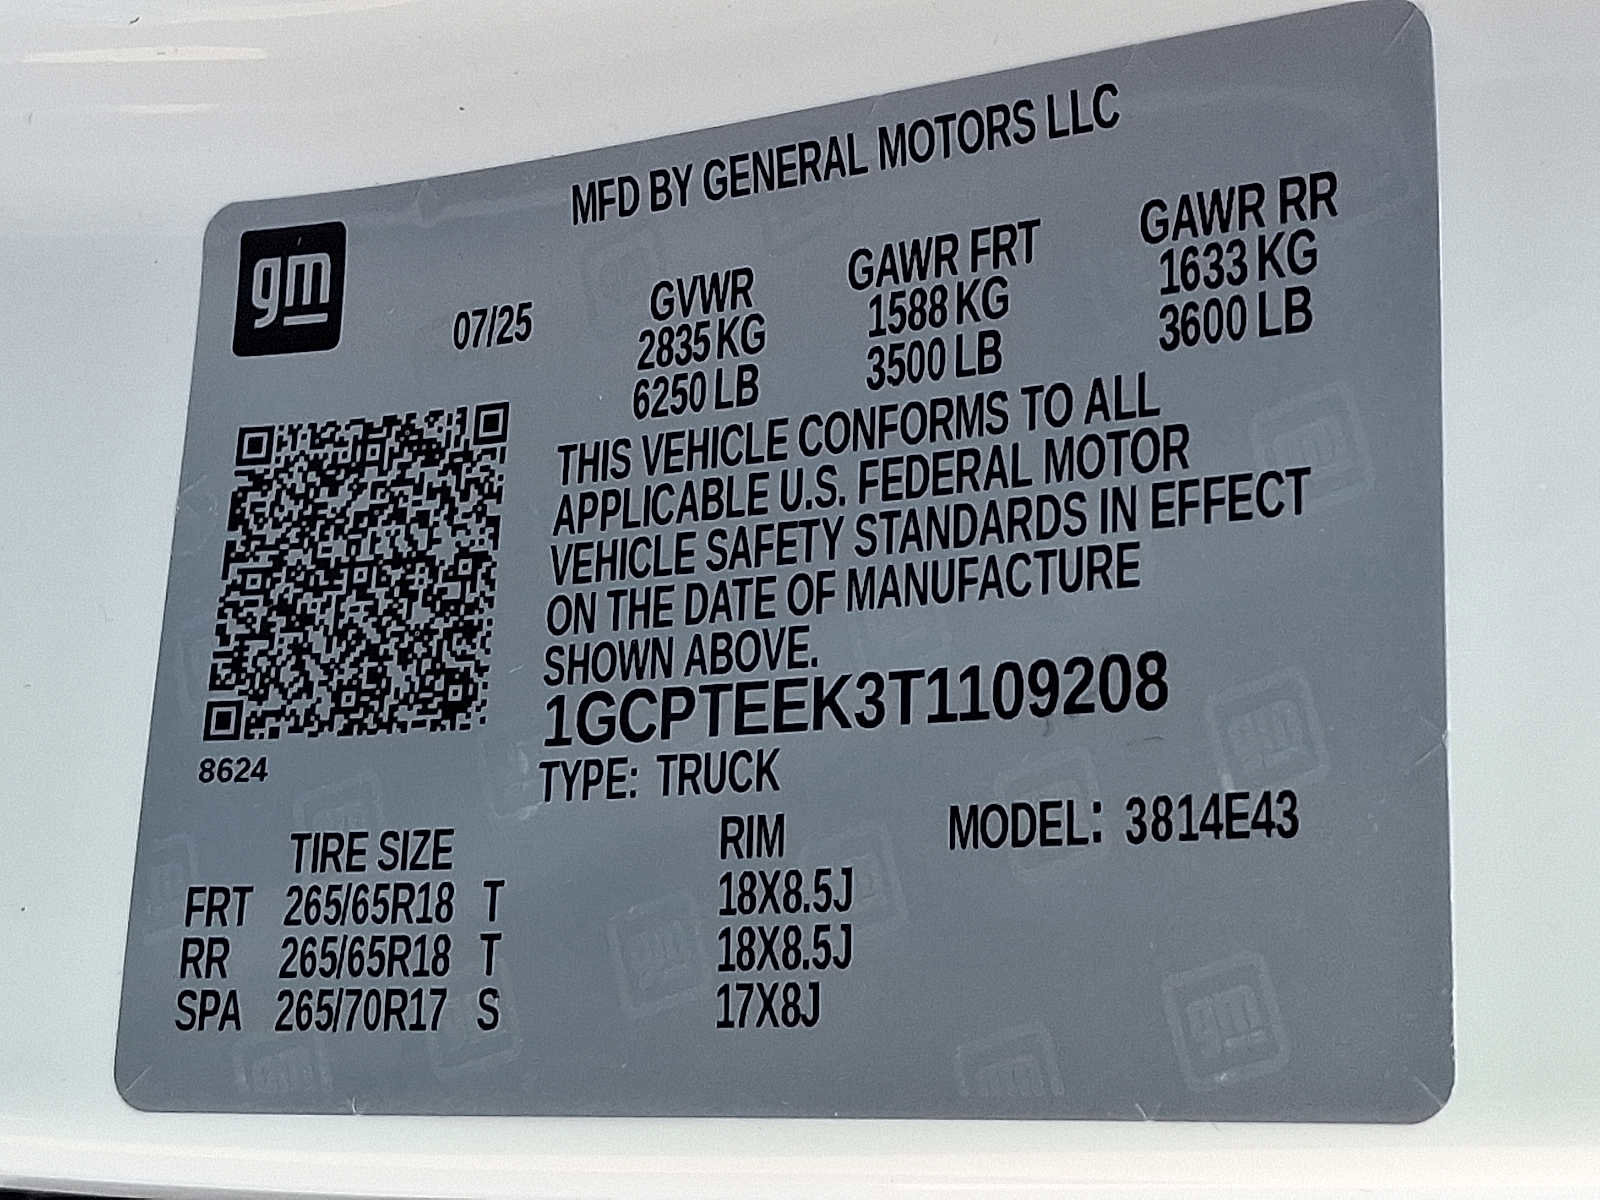 MFD BY GENERAL MOTORS LLC
gm
07/25
GVWR GAWR FRT GAWR RR
2835 KG 1588 KG 1633 KG
6250 LB 3500 LB 3600 LB
THIS VEHICLE CONFORMS TO ALL
APPLICABLE U.S. FEDERAL MOTOR
VEHICLE SAFETY STANDARDS IN EFFECT
ON THE DATE OF MANUFACTURE
SHOWN ABOVE.
1GCPTEEK3T1109208
8624
TYPE: TRUCK
MODEL: 3814E43
TIRE SIZE RIM
FRT 265/65R18 T 18X8.5J
RR 265/65R18 T 18X8.5J
SPA 265/70R17 S 17X8J